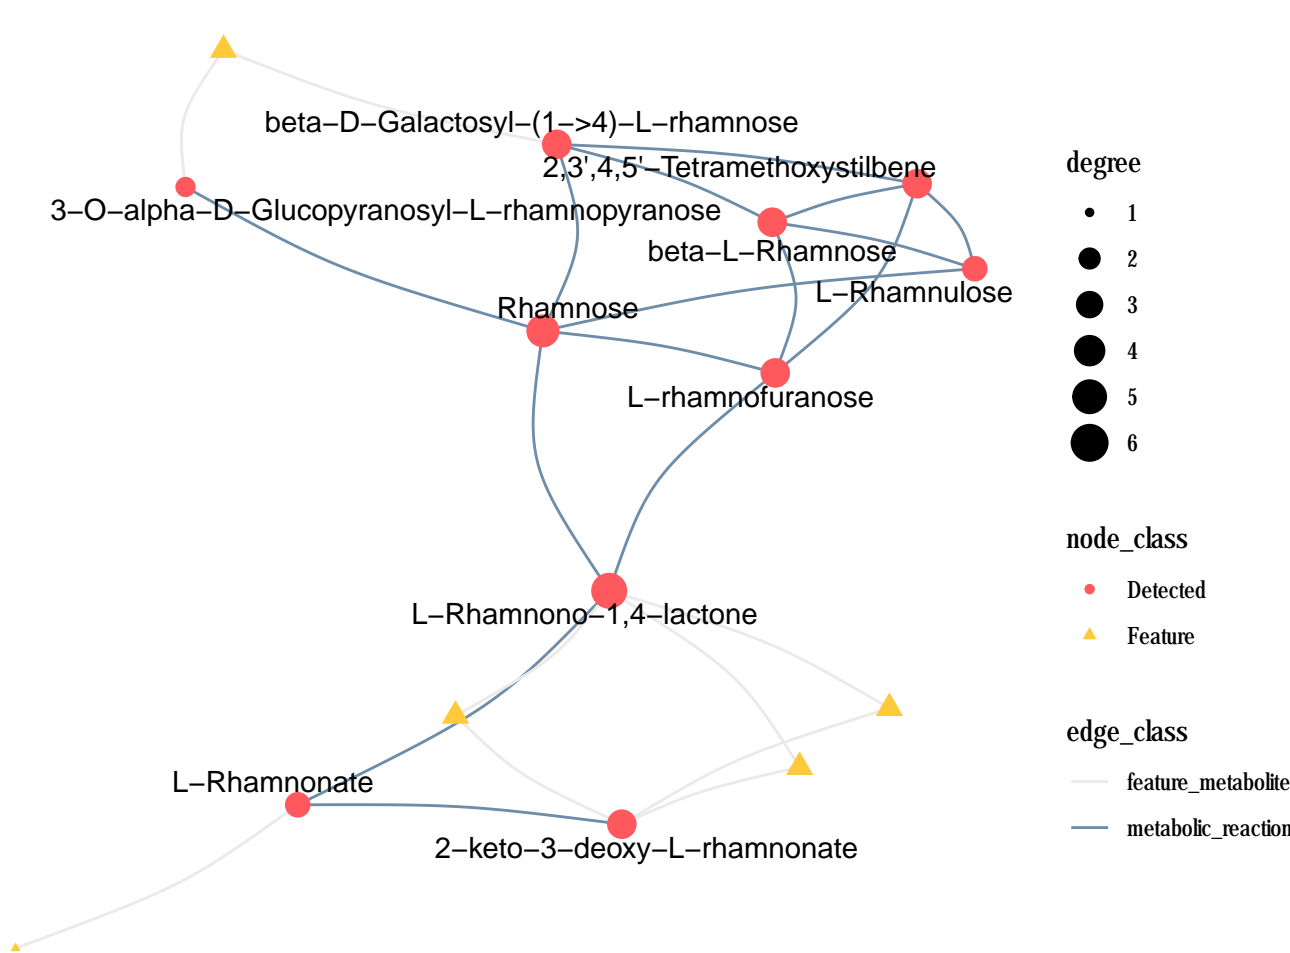 beta−D−Galactosyl−(1−>4)−L−rhamnose
2,3',4,5'−Tetramethoxystilbene
3−O−alpha−D−Glucopyranosyl−L−rhamnopyranose
beta−L−Rhamnose
L−Rhamnulose
Rhamnose
L−rhamnofuranose
L−Rhamnono−1,4−lactone
L−Rhamnonate
2−keto−3−deoxy−L−rhamnonate
degree
1
2
3
4
5
6
node_class
Detected
Feature
edge_class
feature_metabolite
metabolic_reaction